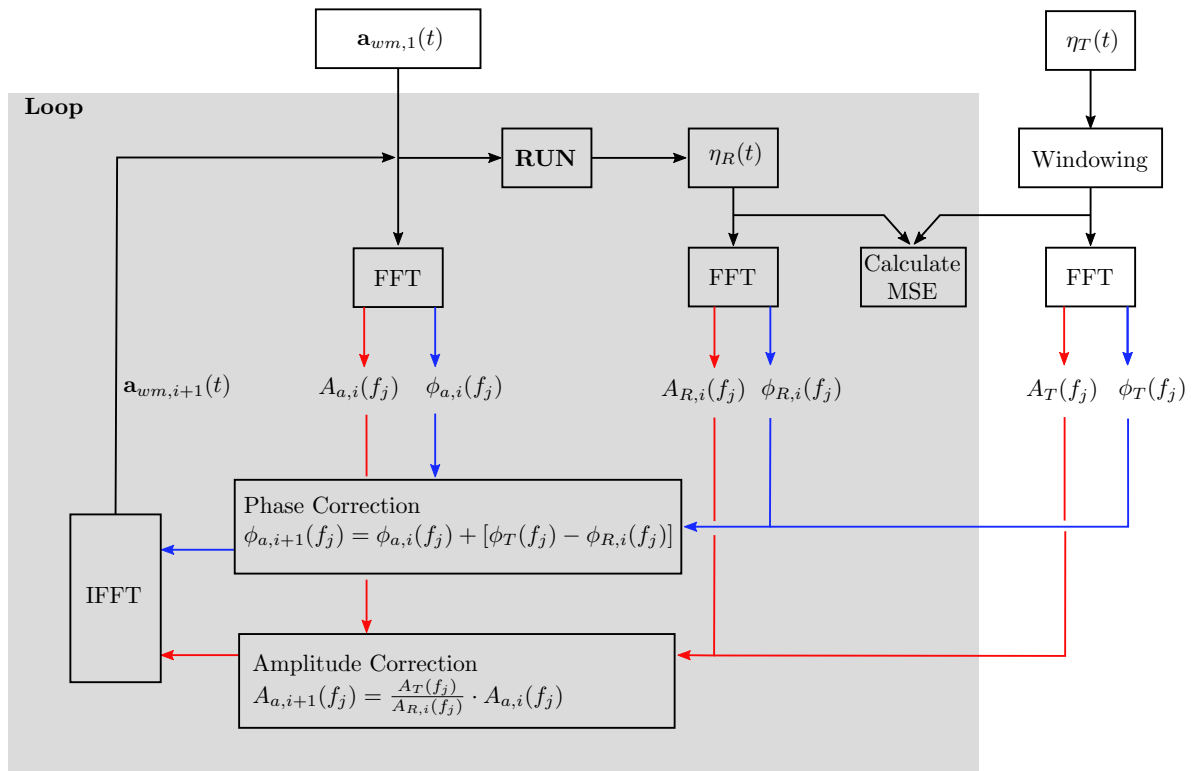 𝐚_{wm,1}(t)
η_T(t)
Loop
RUN
η_R(t)
Windowing
FFT
FFT
Calculate
MSE
FFT
𝐚_{wm,i+1}(t)
A_{a,i}(f_j)
ϕ_{a,i}(f_j)
A_{R,i}(f_j)
ϕ_{R,i}(f_j)
A_T(f_j)
ϕ_T(f_j)
Phase Correction
ϕ_{a,i+1}(f_j) = ϕ_{a,i}(f_j) + [ϕ_T(f_j) − ϕ_{R,i}(f_j)]
IFFT
Amplitude Correction
A_{a,i+1}(f_j) = \frac{A_T(f_j)}{A_{R,i}(f_j)} · A_{a,i}(f_j)